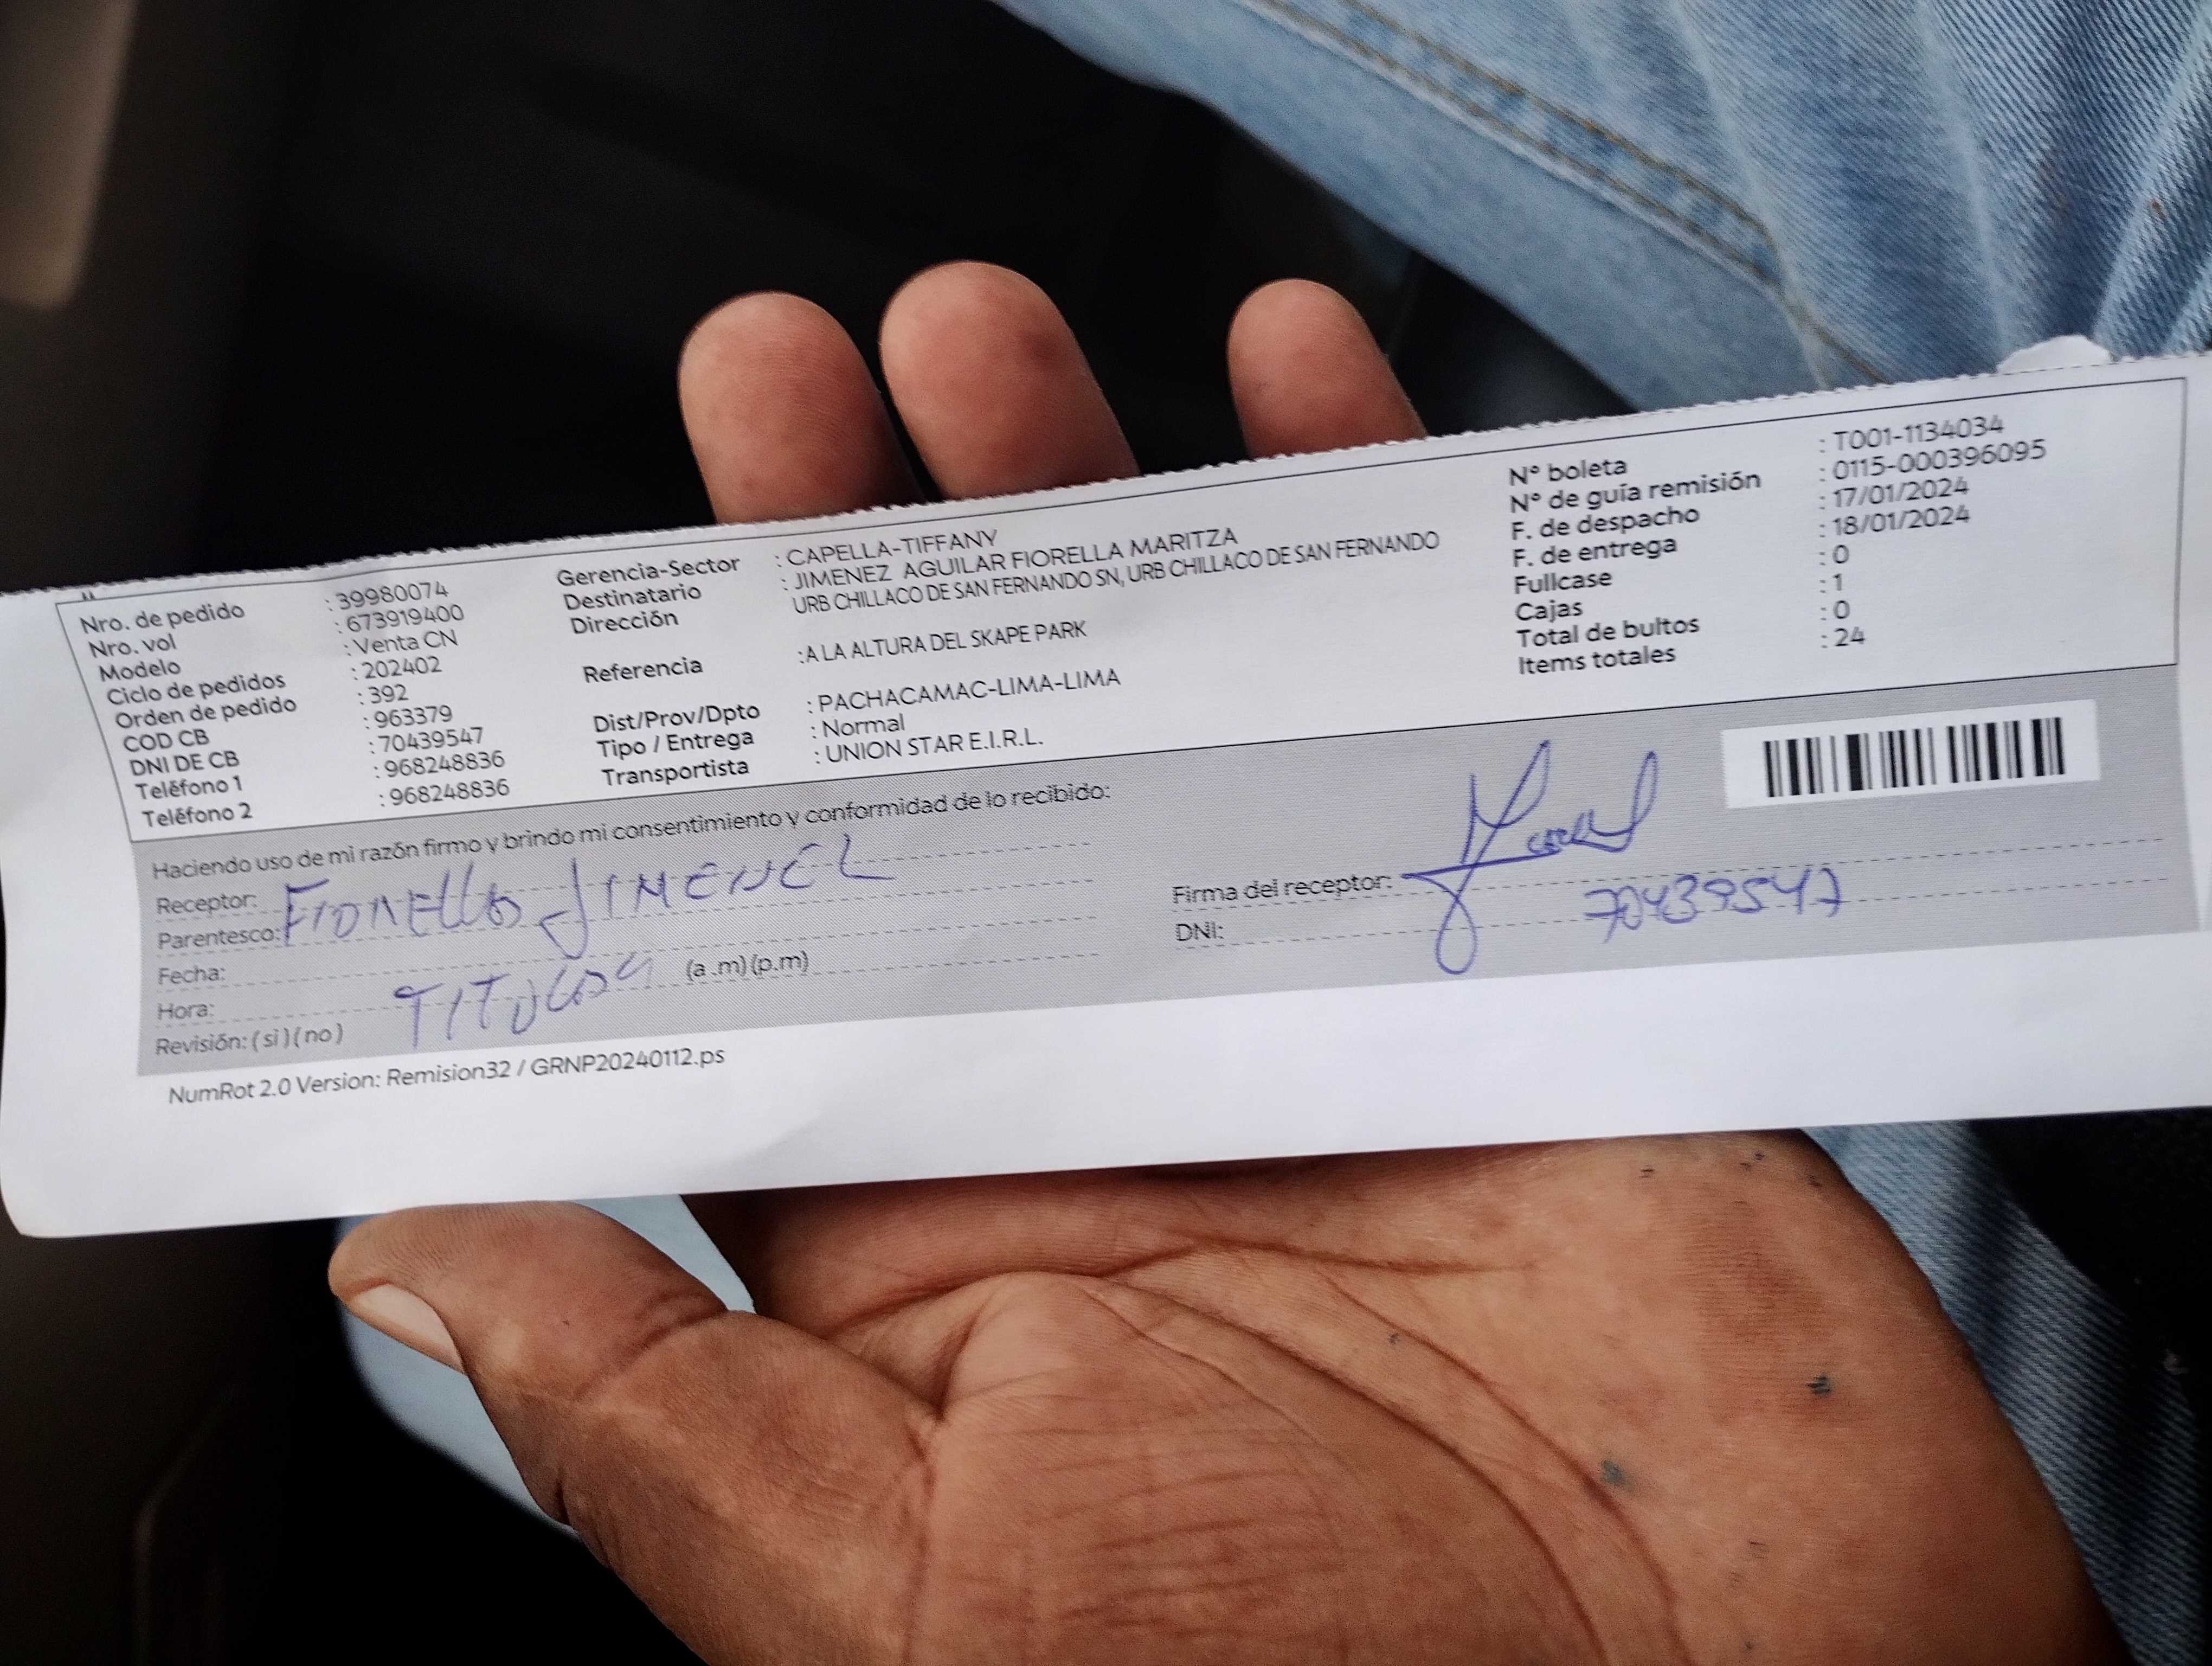 Nro. de pedido : 39980074
Nro. vol : 673919400
Modelo : Venta CN
Ciclo de pedidos : 202402
Orden de pedido : 392
COD CB : 963379
DNI DE CB : 70439547
Teléfono 1 : 968248836
Teléfono 2 : 968248836
Gerencia-Sector : CAPELLA-TIFFANY
Destinatario : JIMENEZ AGUILAR FIORELLA MARITZA
Dirección URB CHILLACO DE SAN FERNANDO SN, URB CHILLACO DE SAN FERNANDO
Referencia :A LA ALTURA DEL SKAPE PARK
Dist/Prov/Dpto : PACHACAMAC-LIMA-LIMA
Tipo / Entrega : Normal
Transportista : UNION STAR E.I.R.L.
N° boleta : T001-1134034
N° de guía remisión : 0115-000396095
F. de despacho : 17/01/2024
F. de entrega : 18/01/2024
Fullcase : 0
Cajas : 1
Total de bultos : 0
Items totales : 24
Haciendo uso de mi razón firmo y brindo mi consentimiento y conformidad de lo recibido:
Receptor: Fiorella Jimenez
Parentesco:
Fecha:
Hora: TITULAR (a.m)(p.m)
Revisión: ( si ) ( no )
Firma del receptor:
DNI: 70439547
NumRot 2.0 Version: Remision32 / GRNP20240112.ps